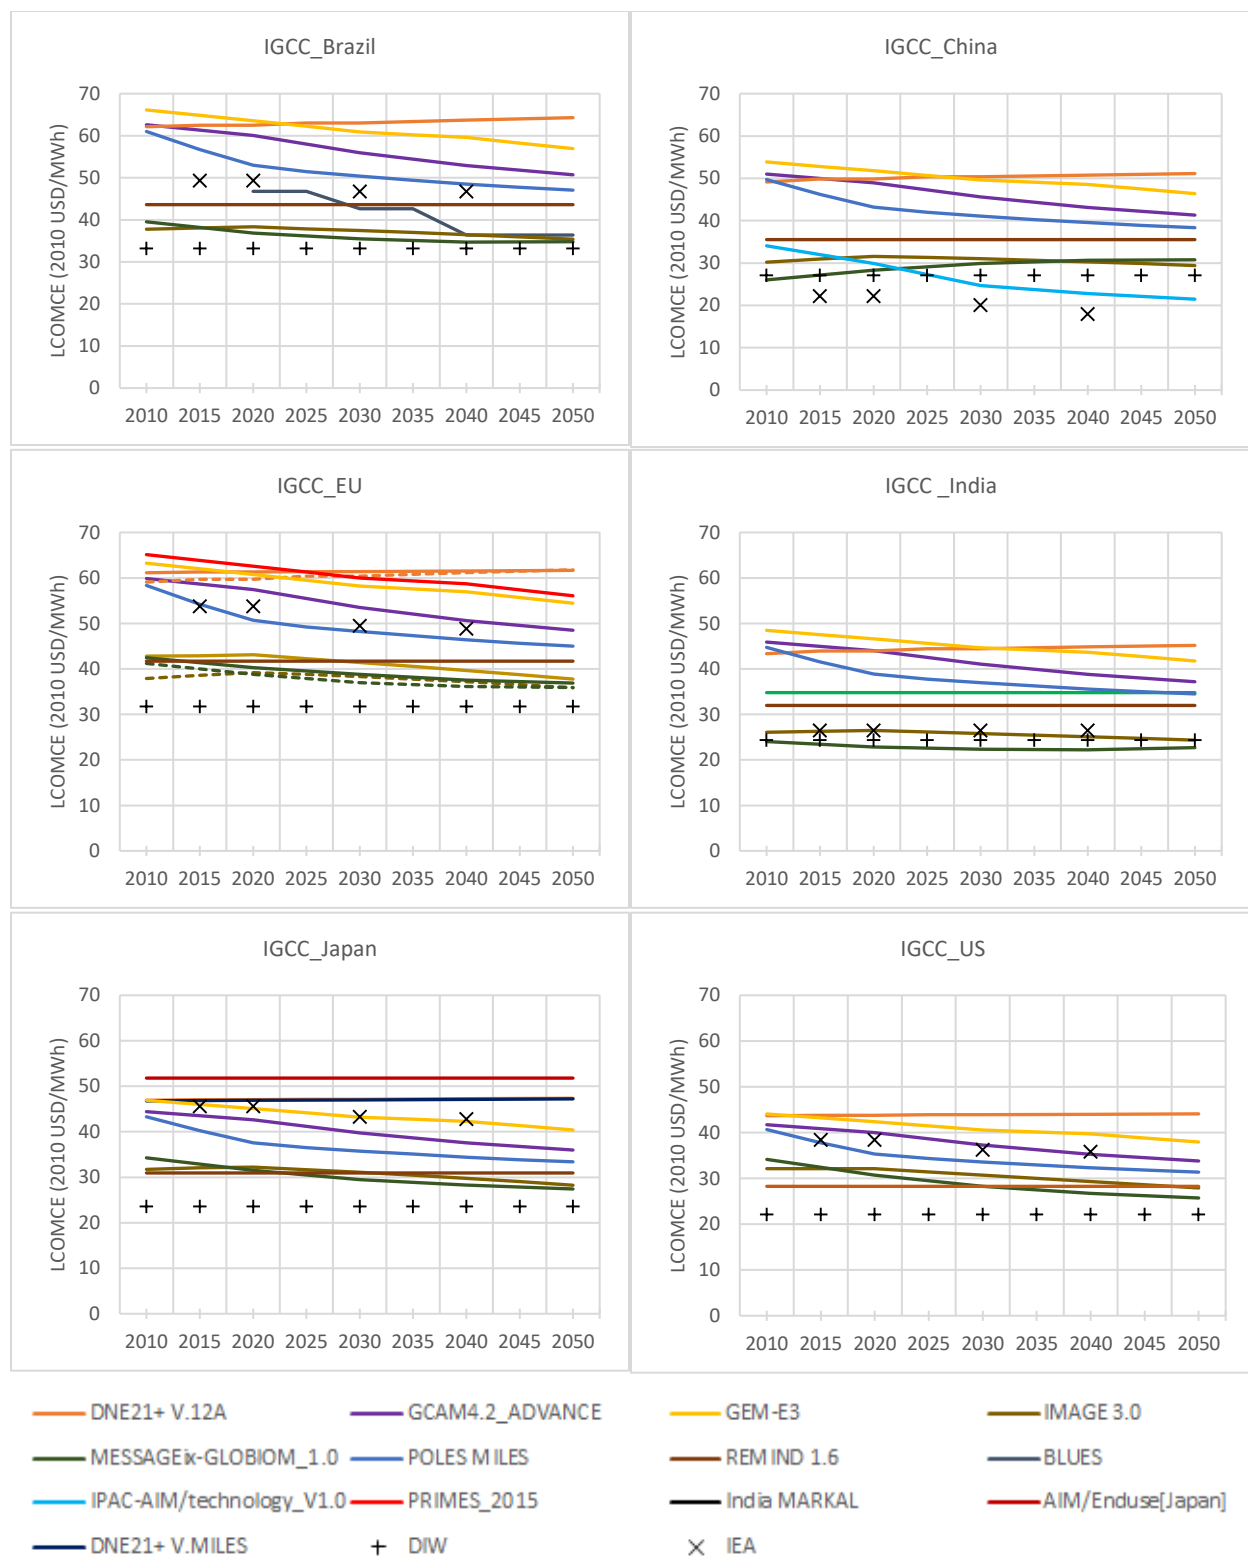 IGCC_Brazil
LCOMCE (2010 USD/MWh)
70
60
50
40
30
20
10
0
2010 2015 2020 2025 2030 2035 2040 2045 2050
IGCC_China
LCOMCE (2010 USD/MWh)
70
60
50
40
30
20
10
0
2010 2015 2020 2025 2030 2035 2040 2045 2050
IGCC_EU
LCOMCE (2010 USD/MWh)
70
60
50
40
30
20
10
0
2010 2015 2020 2025 2030 2035 2040 2045 2050
IGCC _India
LCOMCE (2010 USD/MWh)
70
60
50
40
30
20
10
0
2010 2015 2020 2025 2030 2035 2040 2045 2050
IGCC_Japan
LCOMCE (2010 USD/MWh)
70
60
50
40
30
20
10
0
2010 2015 2020 2025 2030 2035 2040 2045 2050
IGCC_US
LCOMCE (2010 USD/MWh)
70
60
50
40
30
20
10
0
2010 2015 2020 2025 2030 2035 2040 2045 2050
DNE21+ V.12A GCAM4.2_ADVANCE GEM-E3 IMAGE 3.0
MESSAGEix-GLOBIOM_1.0 POLES MILES REMIND 1.6 BLUES
IPAC-AIM/technology_V1.0 PRIMES_2015 India MARKAL AIM/Enduse[Japan]
DNE21+ V.MILES DIW IEA